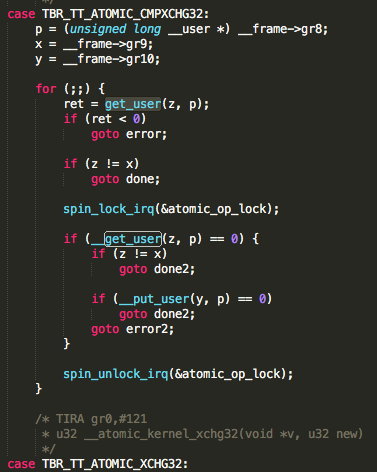 */
case TBR_TT_ATOMIC_CMPXCHG32:
p = (unsigned long __user *) __frame->gr8;
x = __frame->gr9;
y = __frame->gr10;
for (;;) {
ret = get_user(z, p);
if (ret < 0)
goto error;
if (z != x)
goto done;
spin_lock_irq(&atomic_op_lock);
if (__get_user(z, p) == 0) {
if (z != x)
goto done2;
if (__put_user(y, p) == 0)
goto done2;
goto error2;
}
spin_unlock_irq(&atomic_op_lock);
}
/* TIRA gr0,#121
* u32 __atomic_kernel_xchg32(void *v, u32 new)
*/
case TBR_TT_ATOMIC_XCHG32: